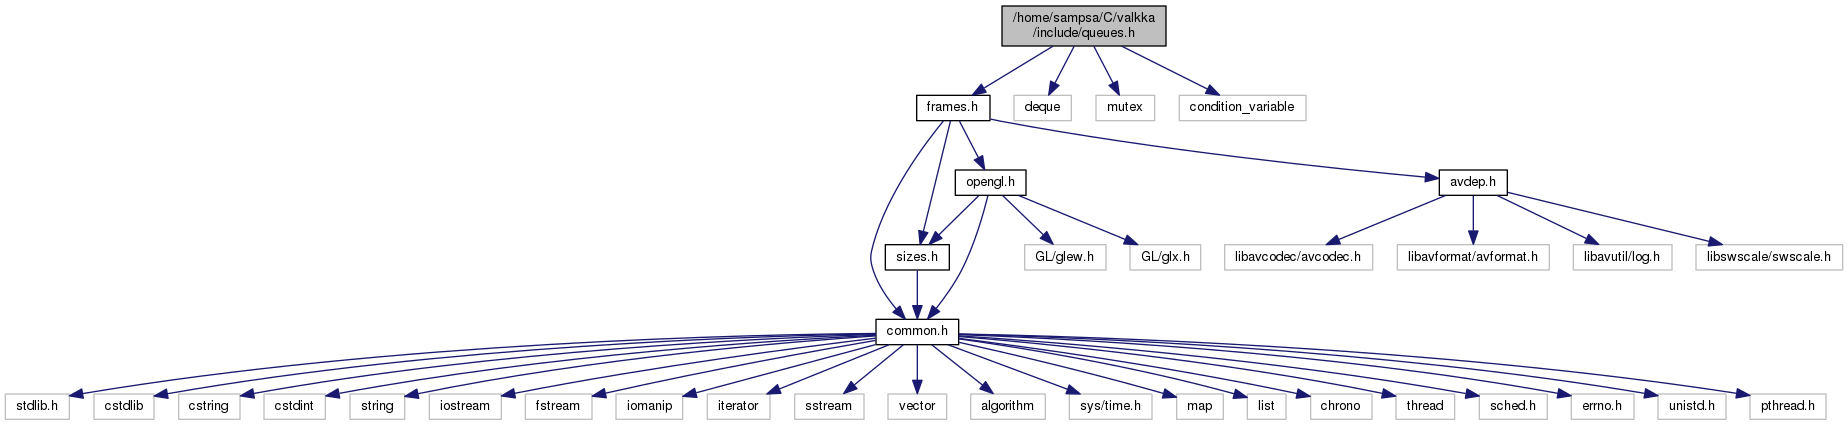 /home/sampsa/C/valkka
/include/queues.h
frames.h
deque
mutex
condition_variable
opengl.h
avdep.h
sizes.h
GL/glew.h
GL/glx.h
libavcodec/avcodec.h
libavformat/avformat.h
libavutil/log.h
libswscale/swscale.h
common.h
stdlib.h
cstdlib
cstring
cstdint
string
iostream
fstream
iomanip
iterator
sstream
vector
algorithm
sys/time.h
map
list
chrono
thread
sched.h
errno.h
unistd.h
pthread.h